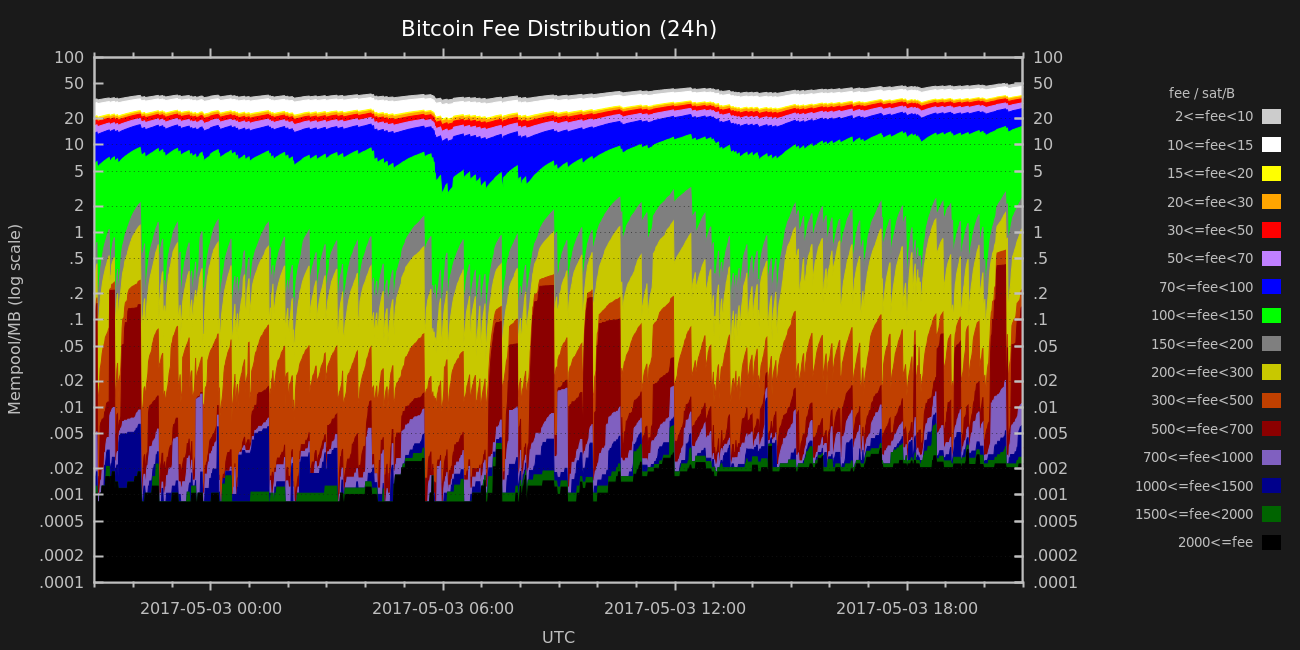 Bitcoin Fee Distribution (24h)
100
50
20
10
5
2
1
.5
.2
.1
.05
.02
.01
.005
.002
.001
.0005
.0002
.0001
Mempool/MB (log scale)
100
50
20
10
5
2
1
.5
.2
.1
.05
.02
.01
.005
.002
.001
.0005
.0002
.0001
2017-05-03 00:00
2017-05-03 06:00
2017-05-03 12:00
2017-05-03 18:00
UTC
fee / sat/B
2<=fee<10
10<=fee<15
15<=fee<20
20<=fee<30
30<=fee<50
50<=fee<70
70<=fee<100
100<=fee<150
150<=fee<200
200<=fee<300
300<=fee<500
500<=fee<700
700<=fee<1000
1000<=fee<1500
1500<=fee<2000
2000<=fee